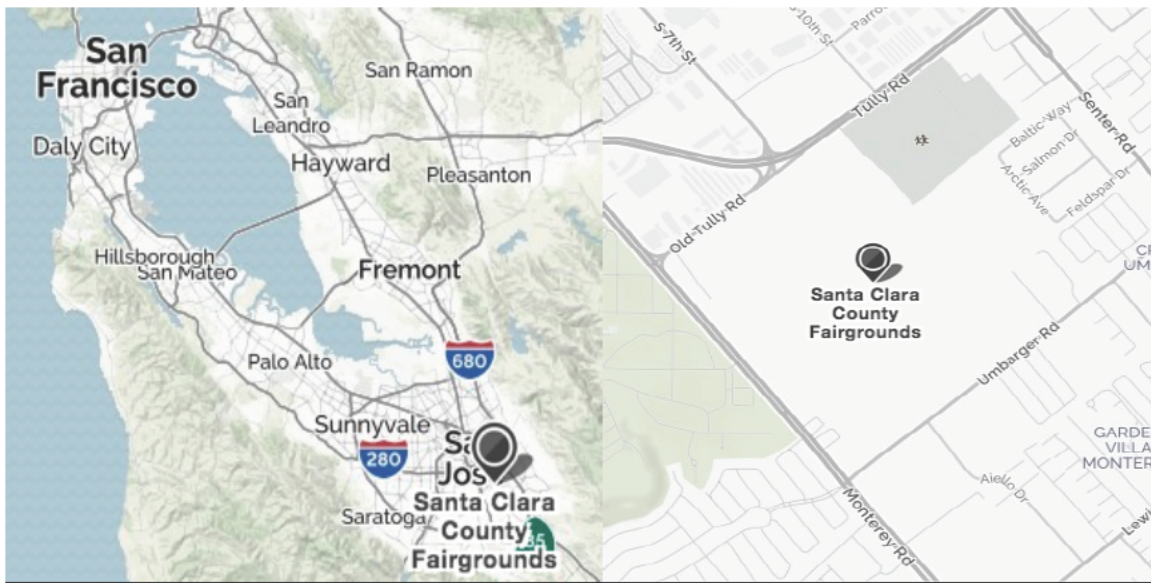 San
Francisco
San Ramon
San
Leandro
Daly City
Hayward
Pleasanton
Hillsborough
San Mateo
Fremont
Palo Alto
680
Sunnyvale
280
Santa Clara
County
Fairgrounds
S 7th St
S 10th St
Tully Rd
Senter Rd
Baltic Way
Salmon Dr
Arctic Ave
Feldspar Dr
Old Tully Rd
Santa Clara
County
Fairgrounds
Umbarger Rd
Aiello Dr
Monterey Rd